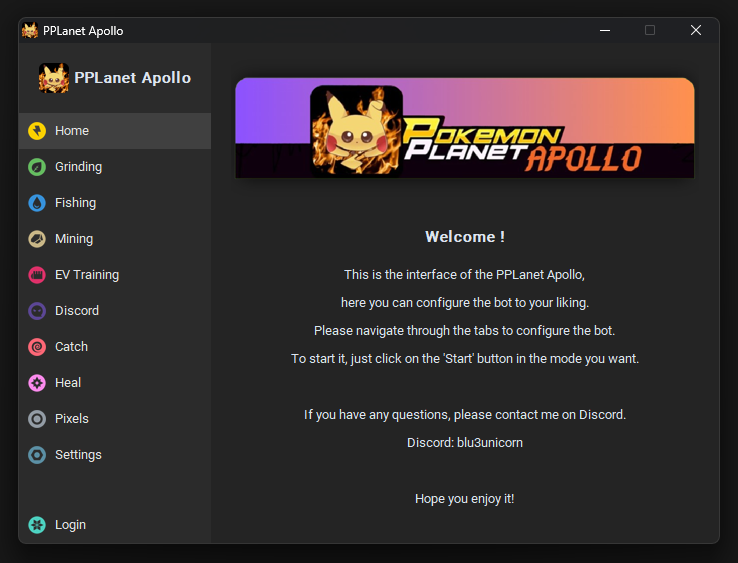 PPLanet Apollo
PPLanet Apollo
Home
Grinding
Fishing
Mining
EV Training
Discord
Catch
Heal
Pixels
Settings
Login
POKEMON
PLANET APOLLO
Welcome !
This is the interface of the PPLanet Apollo,
here you can configure the bot to your liking.
Please navigate through the tabs to configure the bot.
To start it, just click on the 'Start' button in the mode you want.
If you have any questions, please contact me on Discord.
Discord: blu3unicorn
Hope you enjoy it!